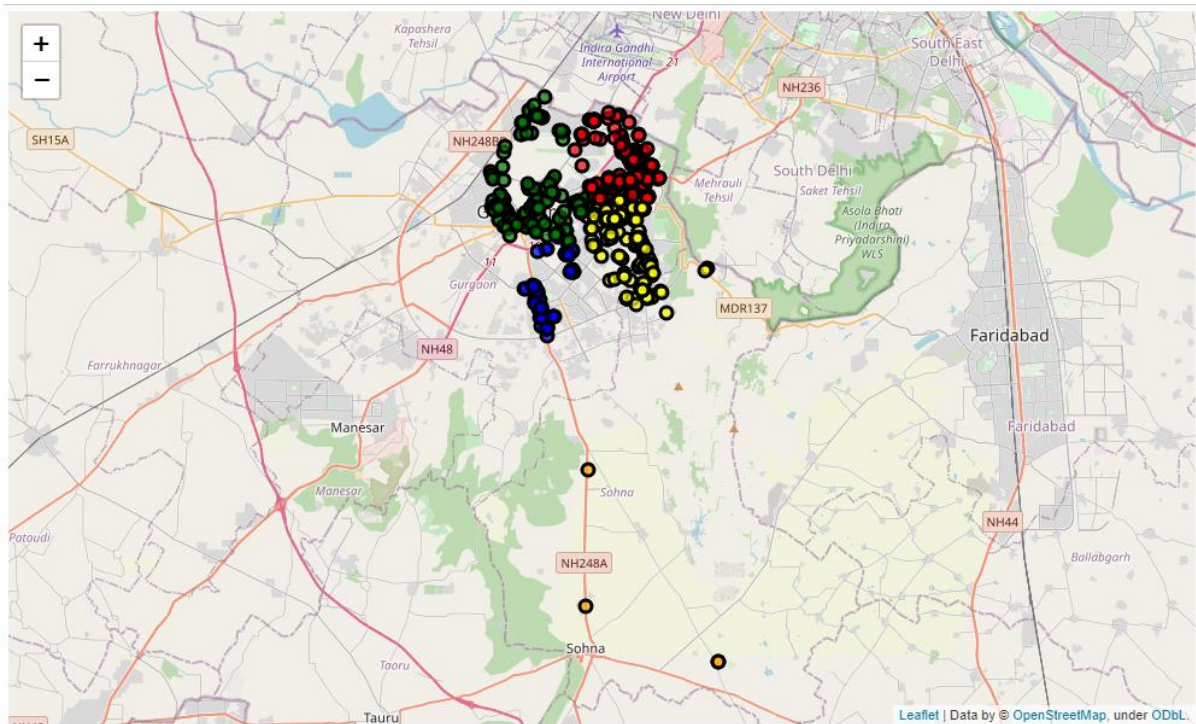 New Delhi
Kapashera
Tehsil
+
−
Indira Gandhi
International
Airport
21
South East
Delhi
NH236
SH15A
NH248BB
South Delhi
Mehrauli
Tehsil
Saket Tehsil
Asola Bhati
(Indira
Priyadarshini)
WLS
11
Gurgaon
MDR137
Faridabad
NH48
Farrukhnagar
Manesar
Faridabad
Manesar
Sohna
NH44
Pataudi
NH248A
Ballabgarh
Sohna
Taoru
Tauru
Leaflet | Data by © OpenStreetMap, under ODbL.